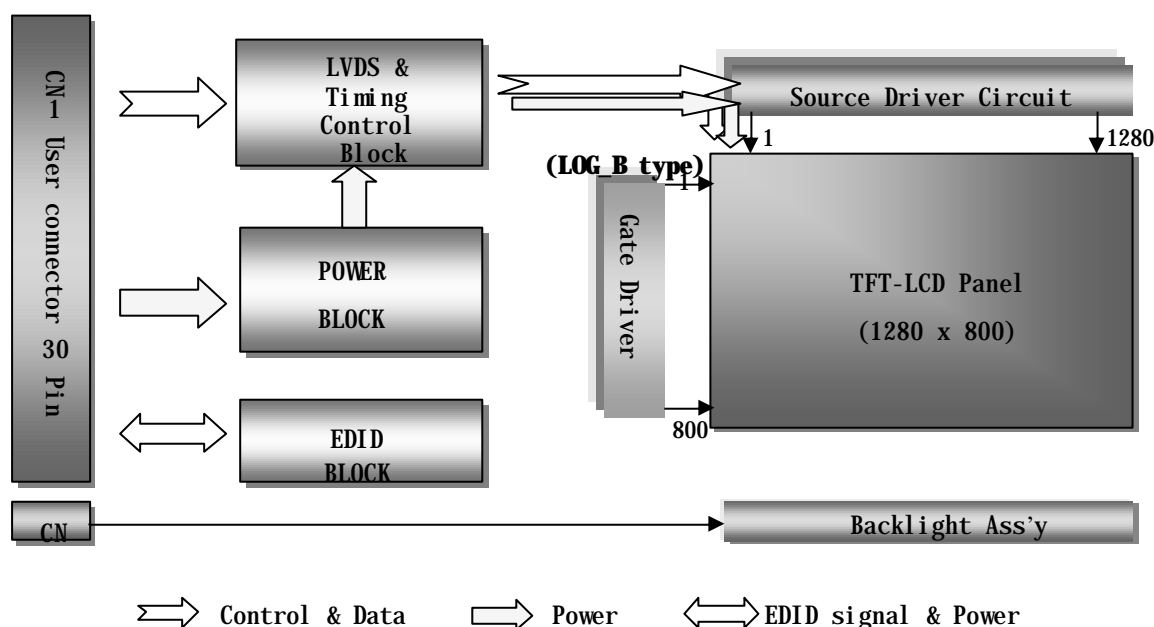 CN1 User connector 30 Pin
LVDS &
Timing
Control
Block
Source Driver Circuit
1
1280
(LOG_B type)
1
Gate Driver
POWER
BLOCK
TFT-LCD Panel
(1280 x 800)
800
EDID
BLOCK
CN
Backlight Ass'y
Control & Data
Power
EDID signal & Power